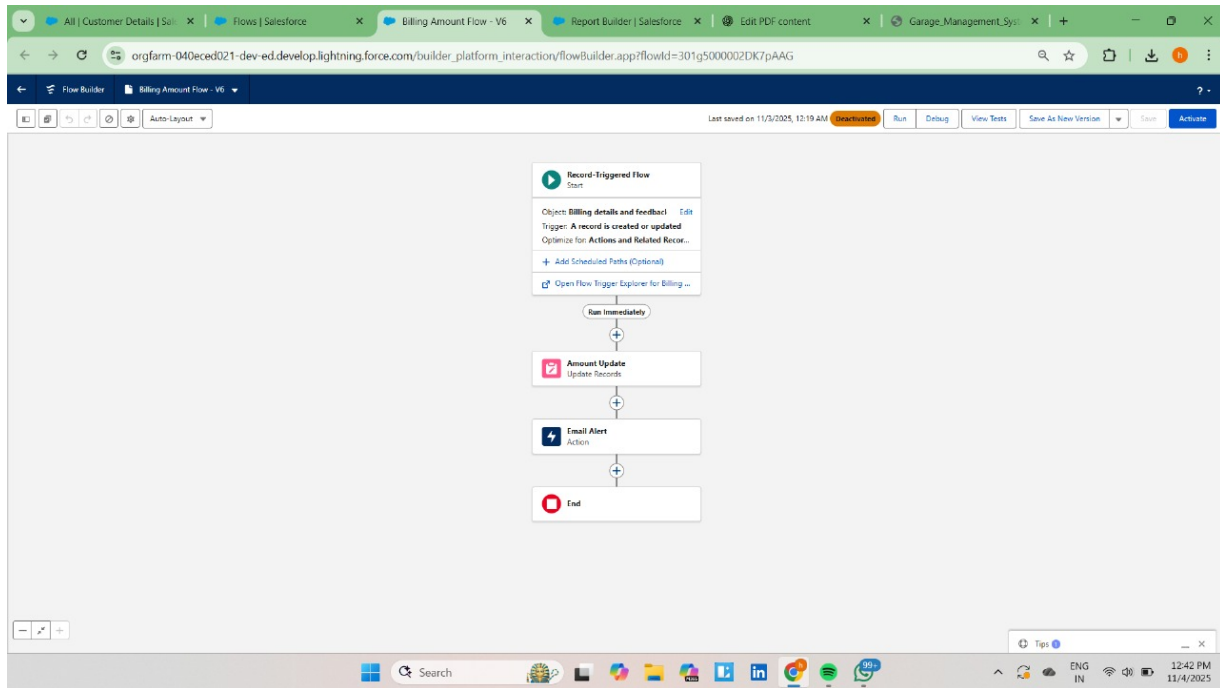 All | Customer Details | Sal
Flows | Salesforce
Billing Amount Flow - V6
Report Builder | Salesforce
Edit PDF content
Garage_Management_Syst
orgfarm-040eced021-dev-ed.develop.lightning.force.com/builder_platform_interaction/flowBuilder.app?flowId=301g5000002DK7pAAG
h
Flow Builder
Billing Amount Flow - V6
?
Auto-Layout
Last saved on 11/3/2025, 12:19 AM
Deactivated
Run
Debug
View Tests
Save As New Version
Save
Activate
Record-Triggered Flow
Start
Object: Billing details and feedbacl Edit
Trigger: A record is created or updated
Optimize for: Actions and Related Recor...
+ Add Scheduled Paths (Optional)
Open Flow Trigger Explorer for Billing ...
Run Immediately
Amount Update
Update Records
Email Alert
Action
End
Tips
Search
99+
ENG
IN
12:42 PM
11/4/2025